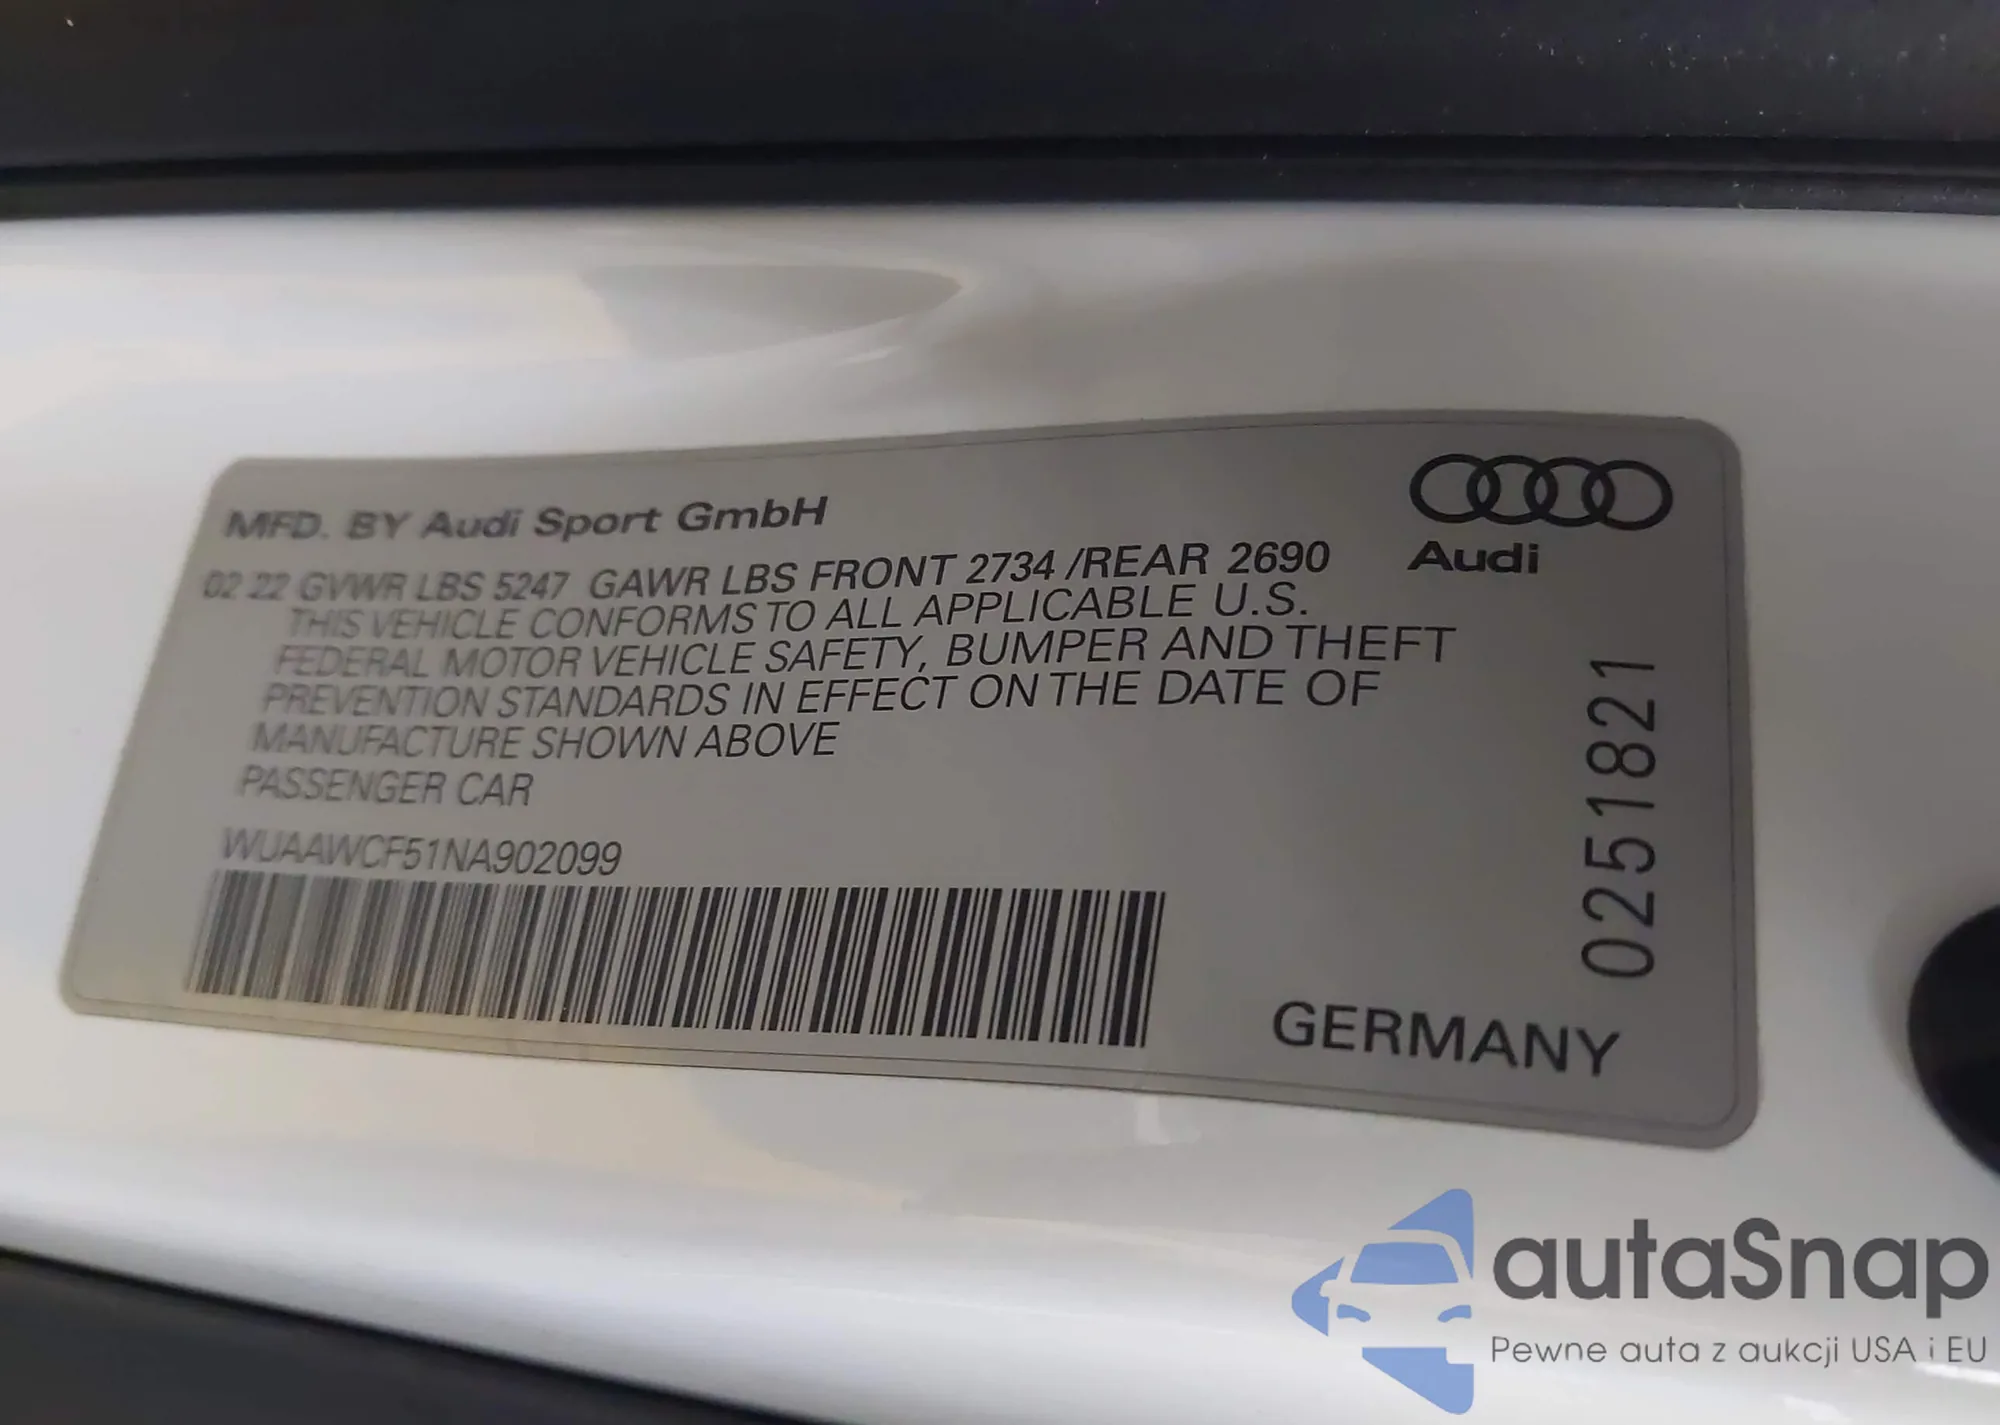 MFD. BY Audi Sport GmbH
Audi
02 22 GVWR LBS 5247 GAWR LBS FRONT 2734 /REAR 2690
THIS VEHICLE CONFORMS TO ALL APPLICABLE U.S.
FEDERAL MOTOR VEHICLE SAFETY, BUMPER AND THEFT
PREVENTION STANDARDS IN EFFECT ON THE DATE OF
MANUFACTURE SHOWN ABOVE
PASSENGER CAR
WUAAWCF51NA902099
0251821
GERMANY
autaSnap
Pewne auta z aukcji USA i EU